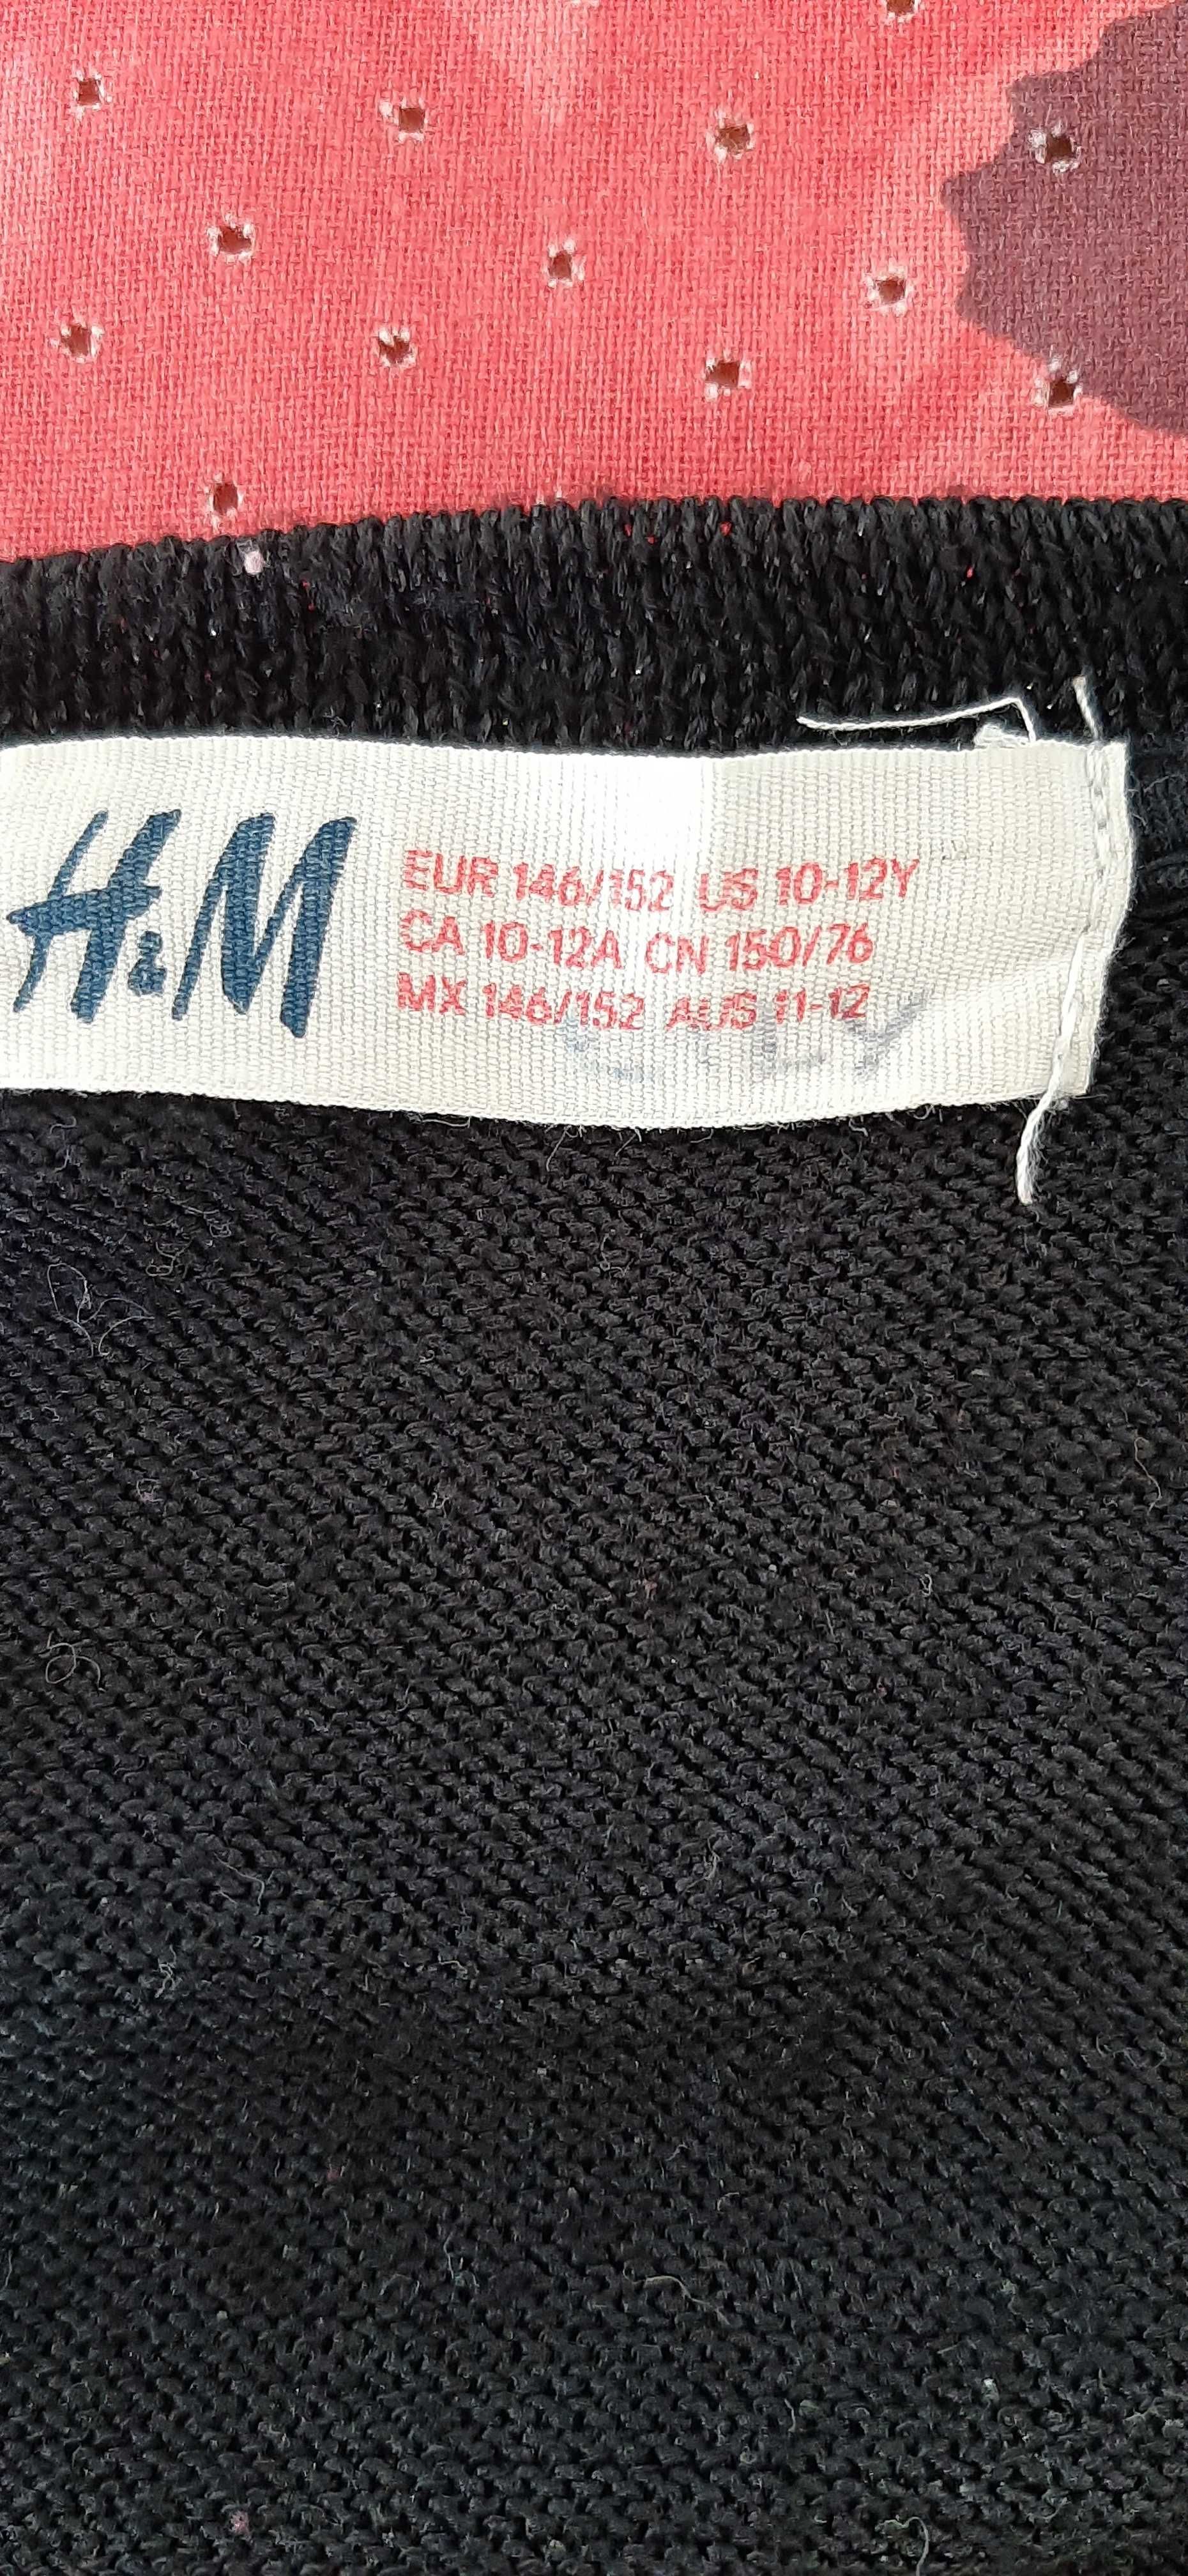 H&M
EUR 146/152 US 10-12Y
CA 10-12A CN 150/76
MX 146/152 AUS 11-12